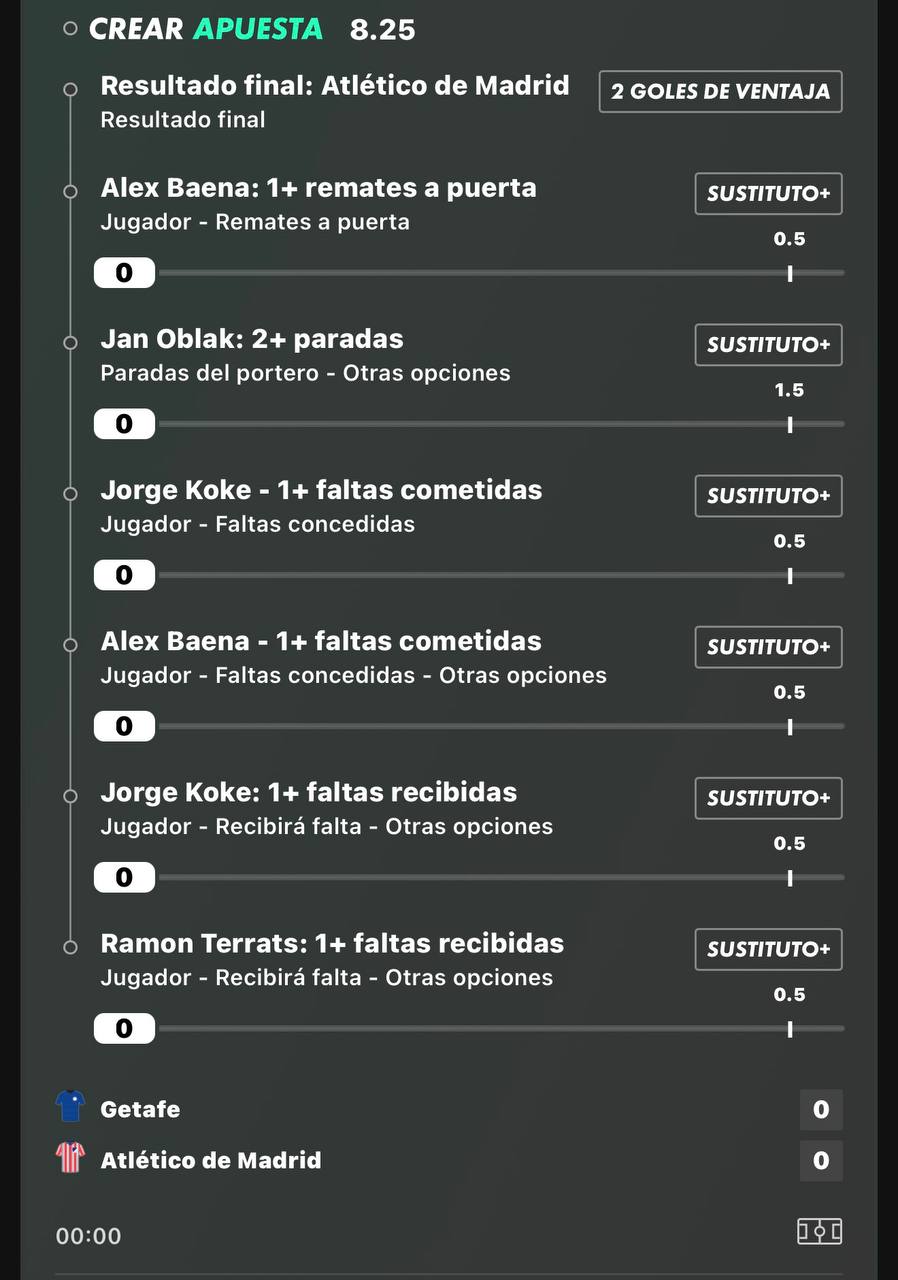 CREAR APUESTA 8.25
Resultado final: Atlético de Madrid 2 GOLES DE VENTAJA
Resultado final
Alex Baena: 1+ remates a puerta SUSTITUTO+
Jugador - Remates a puerta
0.5
0
Jan Oblak: 2+ paradas SUSTITUTO+
Paradas del portero - Otras opciones
1.5
0
Jorge Koke - 1+ faltas cometidas SUSTITUTO+
Jugador - Faltas concedidas
0.5
0
Alex Baena - 1+ faltas cometidas SUSTITUTO+
Jugador - Faltas concedidas - Otras opciones
0.5
0
Jorge Koke: 1+ faltas recibidas SUSTITUTO+
Jugador - Recibirá falta - Otras opciones
0.5
0
Ramon Terrats: 1+ faltas recibidas SUSTITUTO+
Jugador - Recibirá falta - Otras opciones
0.5
0
Getafe 0
Atlético de Madrid 0
00:00